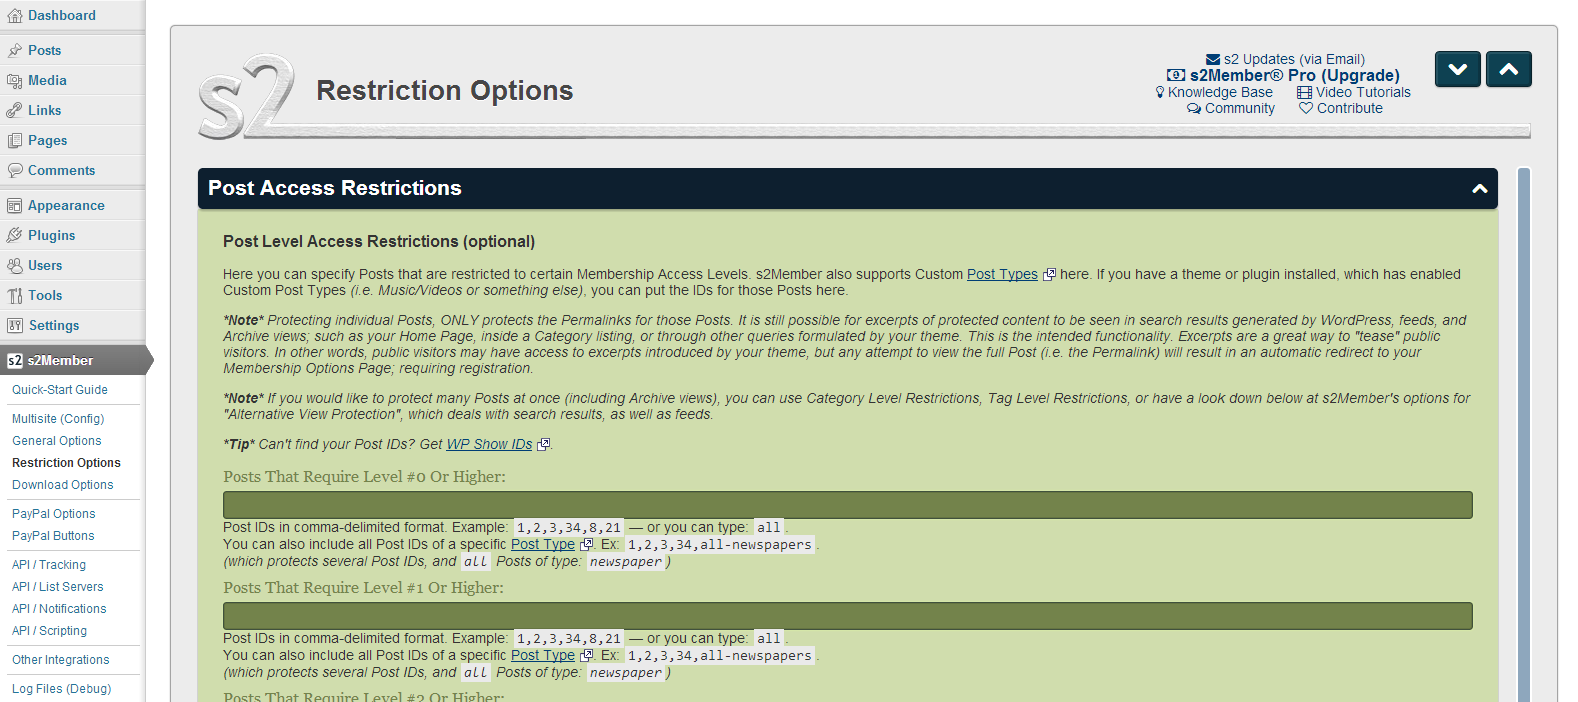 Dashboard
Posts
Media
Links
Pages
Comments
Appearance
Plugins
Users
Tools
Settings
s2 s2Member
Quick-Start Guide
Multisite (Config)
General Options
Restriction Options
Download Options
PayPal Options
PayPal Buttons
API / Tracking
API / List Servers
API / Notifications
API / Scripting
Other Integrations
Log Files (Debug)
s2
Restriction Options
s2 Updates (via Email)
s2Member® Pro (Upgrade)
Knowledge Base Video Tutorials
Community Contribute
Post Access Restrictions
Post Level Access Restrictions (optional)
Here you can specify Posts that are restricted to certain Membership Access Levels. s2Member also supports Custom Post Types here. If you have a theme or plugin installed, which has enabled
Custom Post Types (i.e. Music/Videos or something else), you can put the IDs for those Posts here.
*Note* Protecting individual Posts, ONLY protects the Permalinks for those Posts. It is still possible for excerpts of protected content to be seen in search results generated by WordPress, feeds, and
Archive views; such as your Home Page, inside a Category listing, or through other queries formulated by your theme. This is the intended functionality. Excerpts are a great way to "tease" public
visitors. In other words, public visitors may have access to excerpts introduced by your theme, but any attempt to view the full Post (i.e. the Permalink) will result in an automatic redirect to your
Membership Options Page; requiring registration.
*Note* If you would like to protect many Posts at once (including Archive views), you can use Category Level Restrictions, Tag Level Restrictions, or have a look down below at s2Member's options for
"Alternative View Protection", which deals with search results, as well as feeds.
*Tip* Can't find your Post IDs? Get WP Show IDs.
Posts That Require Level #0 Or Higher:
Post IDs in comma-delimited format. Example: 1,2,3,34,8,21 — or you can type: all.
You can also include all Post IDs of a specific Post Type. Ex: 1,2,3,34,all-newspapers.
(which protects several Post IDs, and all Posts of type: newspaper)
Posts That Require Level #1 Or Higher:
Post IDs in comma-delimited format. Example: 1,2,3,34,8,21 — or you can type: all.
You can also include all Post IDs of a specific Post Type. Ex: 1,2,3,34,all-newspapers.
(which protects several Post IDs, and all Posts of type: newspaper)
Posts That Require Level #2 Or Higher: